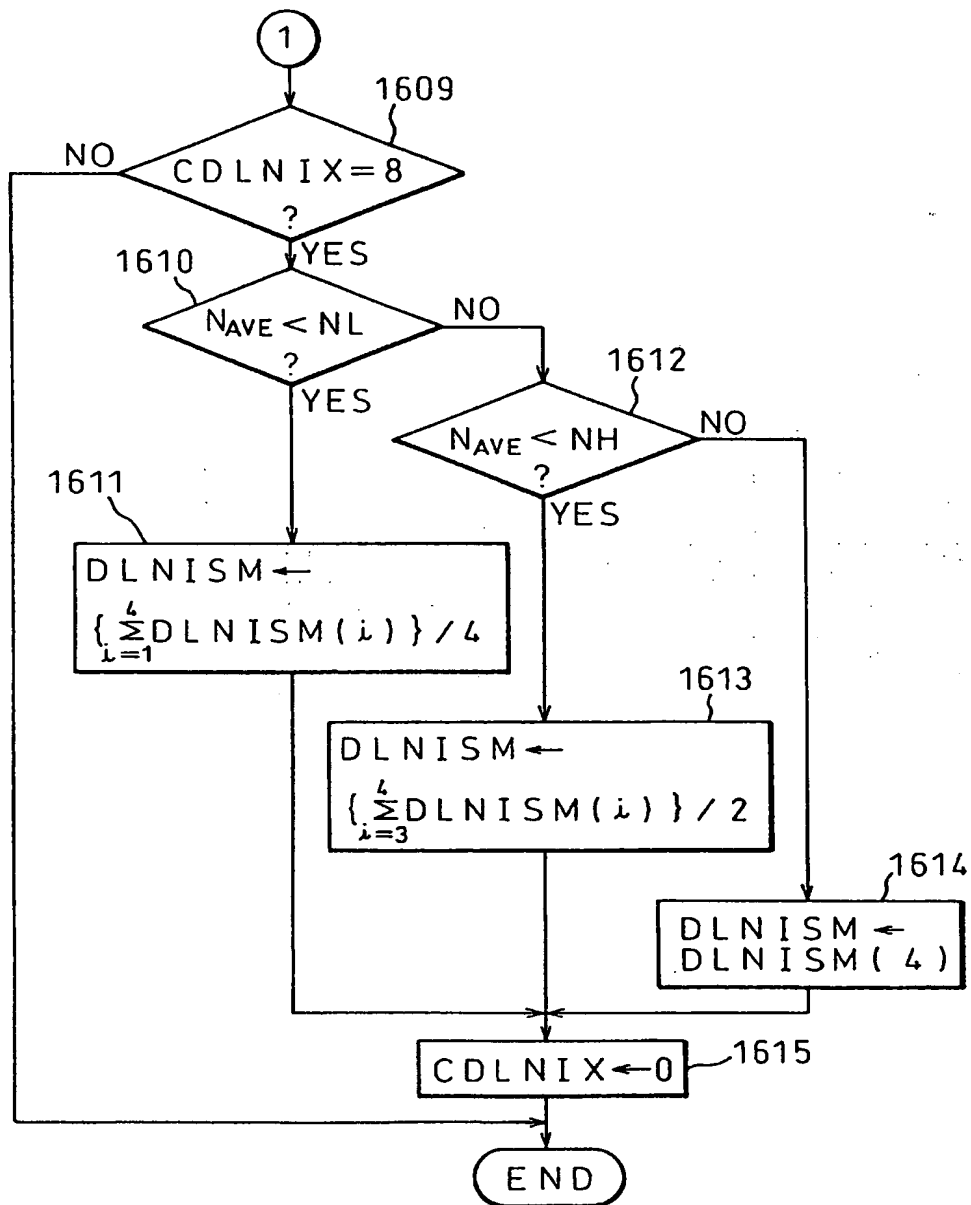 1
1609
NO
CDLNIX=8
?
YES
1610
NAVE < NL
?
NO
YES
1612
NAVE < NH
?
NO
YES
1611
DLNISM←
{ 4 Σ i=1 DLNISM(i) } / 4
1613
DLNISM←
{ 4 Σ i=3 DLNISM(i) } / 2
1614
DLNISM←
DLNISM(4)
CDLNIX←0
1615
END